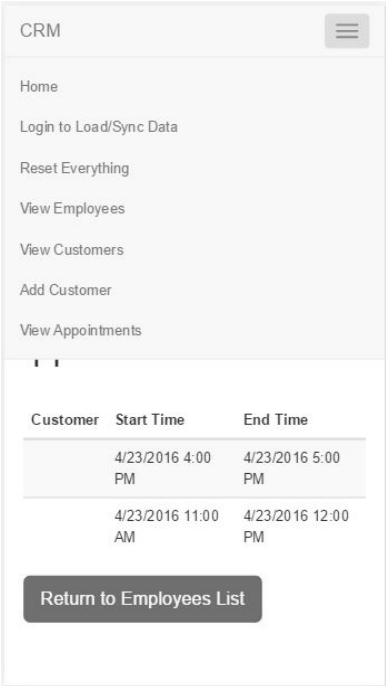 CRM
Home
Login to Load/Sync Data
Reset Everything
View Employees
View Customers
Add Customer
View Appointments
Customer Start Time End Time
4/23/2016 4:00 4/23/2016 5:00
PM PM
4/23/2016 11:00 4/23/2016 12:00
AM PM
Return to Employees List